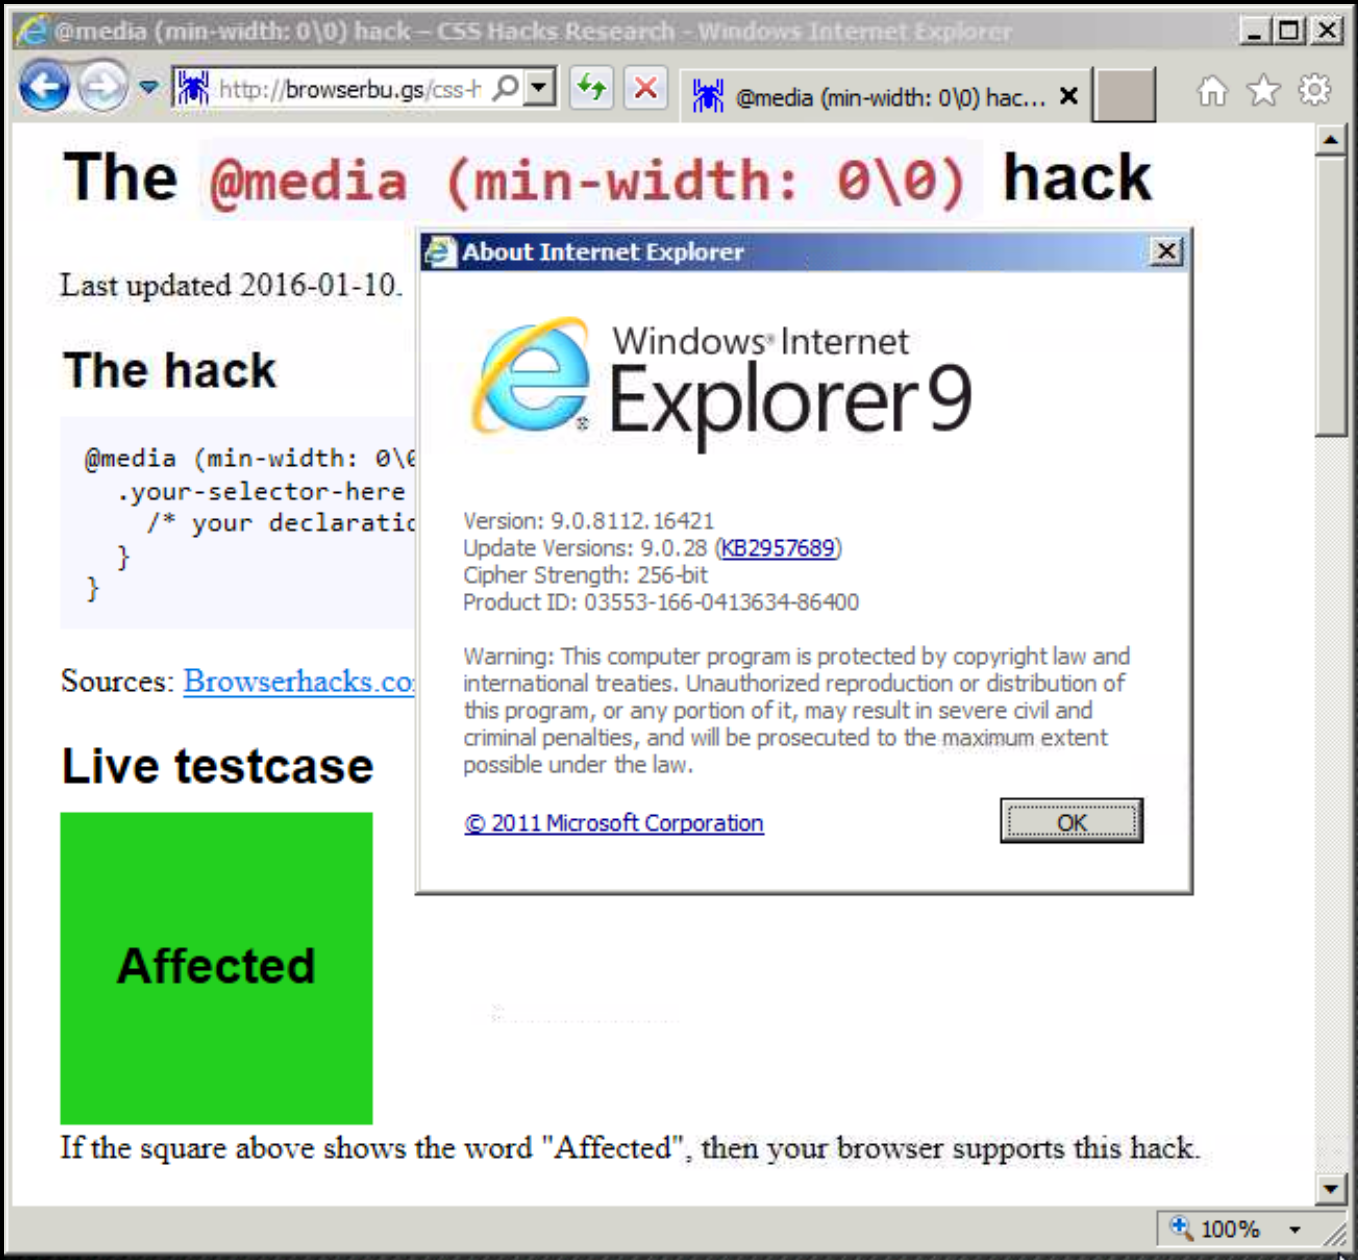 @media (min-width: 0\0) hack – CSS Hacks Research - Windows Internet Explorer
http://browserbu.gs/css-h
@media (min-width: 0\0) hac...
The @media (min-width: 0\0) hack
Last updated 2016-01-10.
The hack
@media (min-width: 0\0
.your-selector-here
/* your declaratio
}
}
Sources: Browserhacks.co
Live testcase
Affected
If the square above shows the word "Affected", then your browser supports this hack.
About Internet Explorer
Windows® Internet
Explorer 9
Version: 9.0.8112.16421
Update Versions: 9.0.28 (KB2957689)
Cipher Strength: 256-bit
Product ID: 03553-166-0413634-86400
Warning: This computer program is protected by copyright law and
international treaties. Unauthorized reproduction or distribution of
this program, or any portion of it, may result in severe civil and
criminal penalties, and will be prosecuted to the maximum extent
possible under the law.
© 2011 Microsoft Corporation
OK
100%